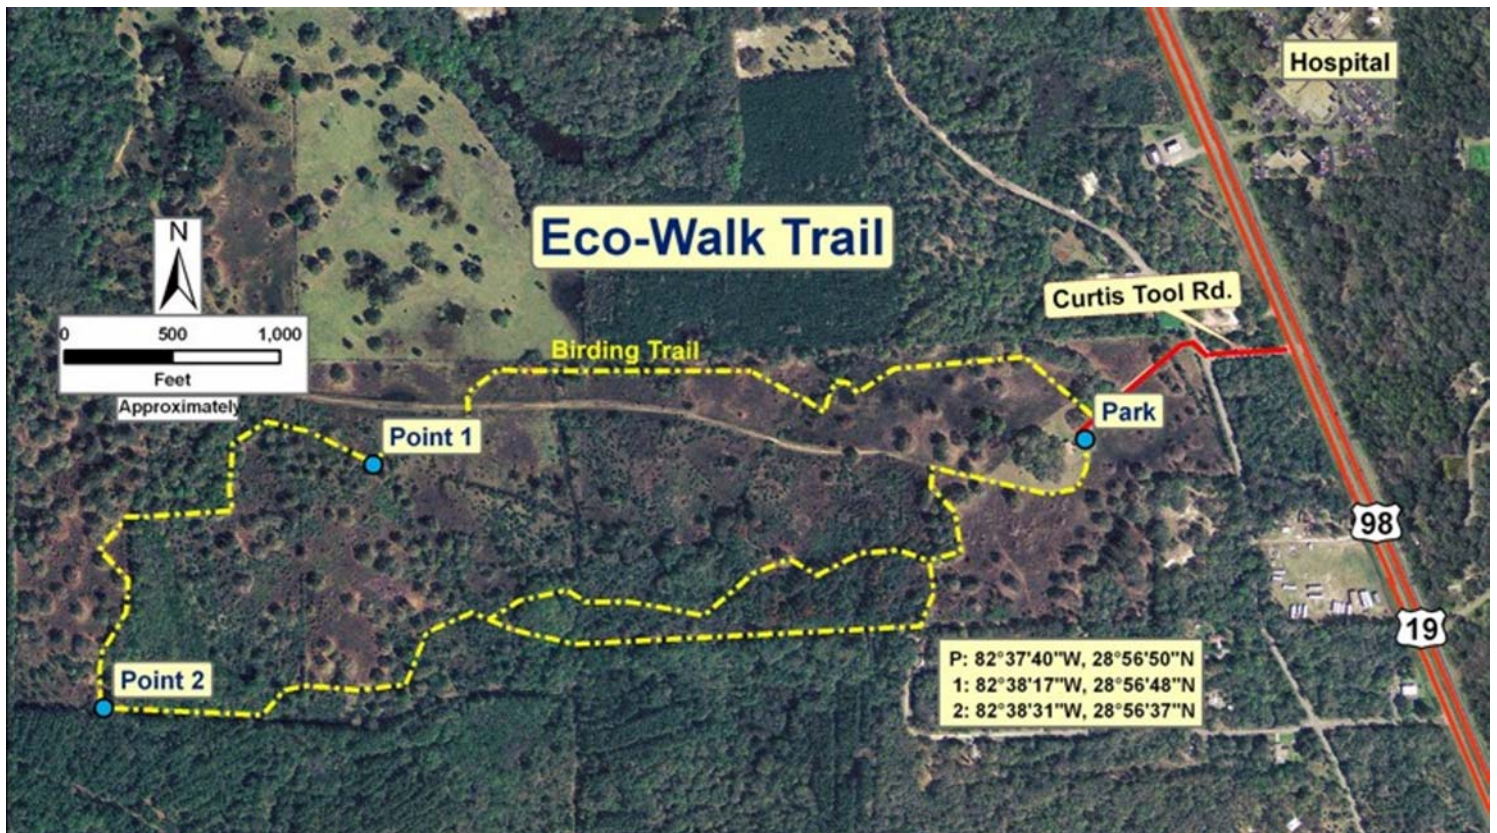 Hospital
N
Eco-Walk Trail
Curtis Tool Rd.
0 500 1,000
Feet
Approximately
Birding Trail
Point 1
Park
98
19
Point 2
P: 82°37'40"W, 28°56'50"N
1: 82°38'17"W, 28°56'48"N
2: 82°38'31"W, 28°56'37"N